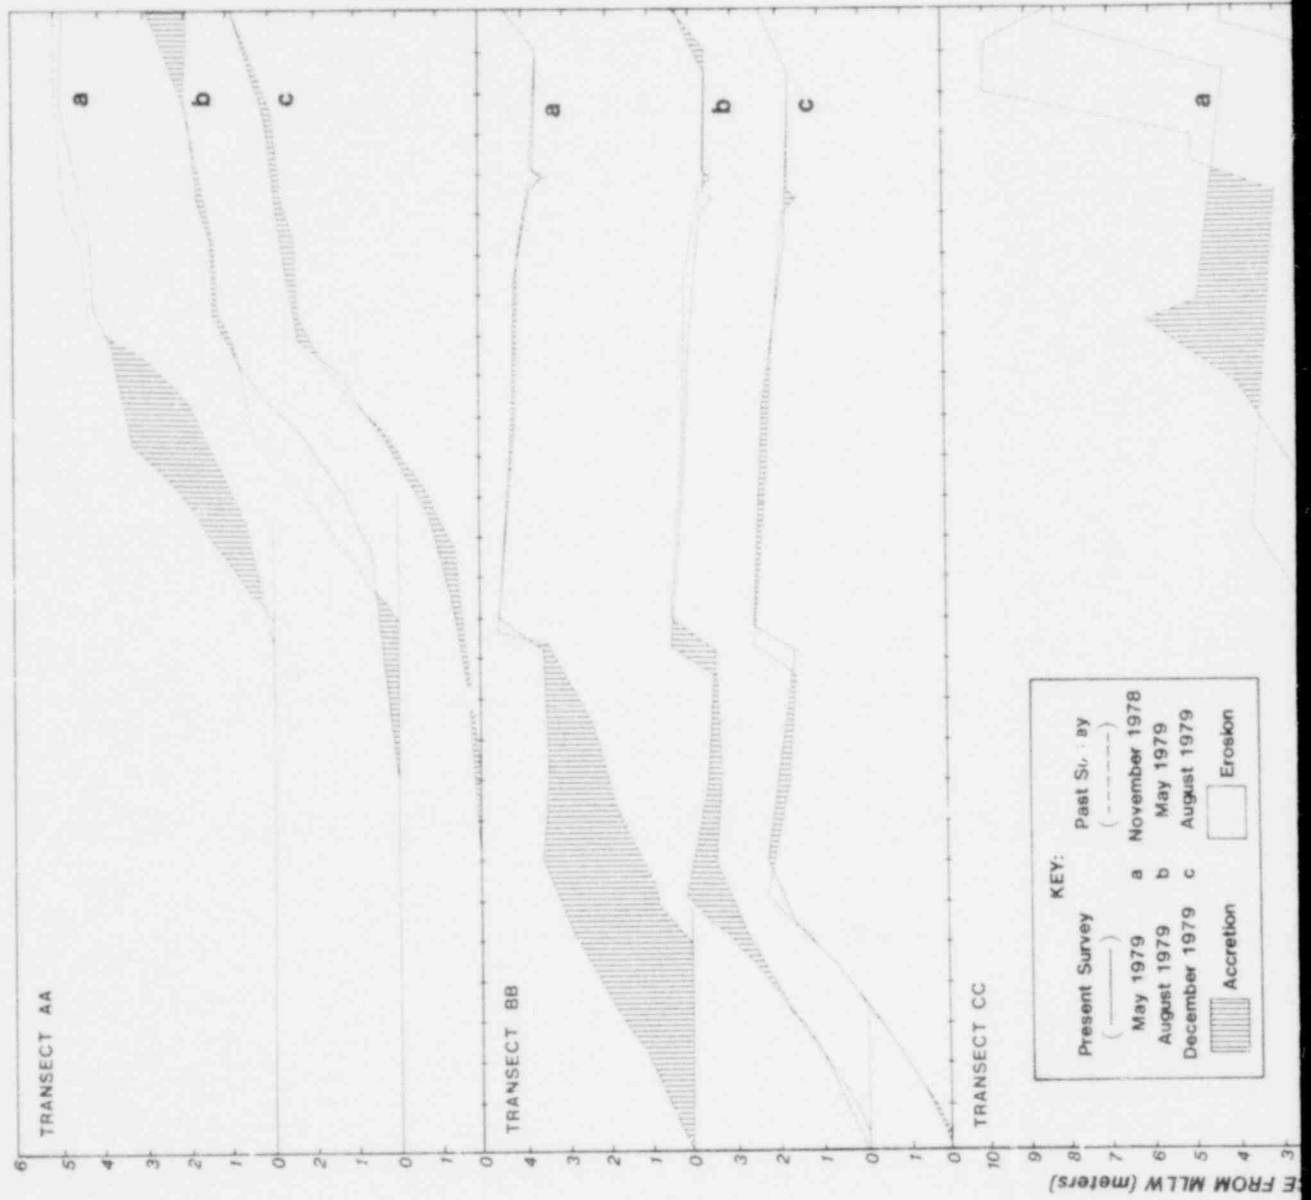 TRANSECT AA
6
5
4
3
2
1
0
2
1
0
1
0
a
b
c
TRANSECT BB
4
3
2
1
0
3
2
1
0
2
1
0
a
b
c
TRANSECT CC
10
9
8
7
6
5
4
3
a
CE FROM MLLW (meters)
KEY:
Present Survey Past
(———) (-----)
May 1979 a November 1978
August 1979 b May 1979
December 1979 c August 1979
Accretion Erosion